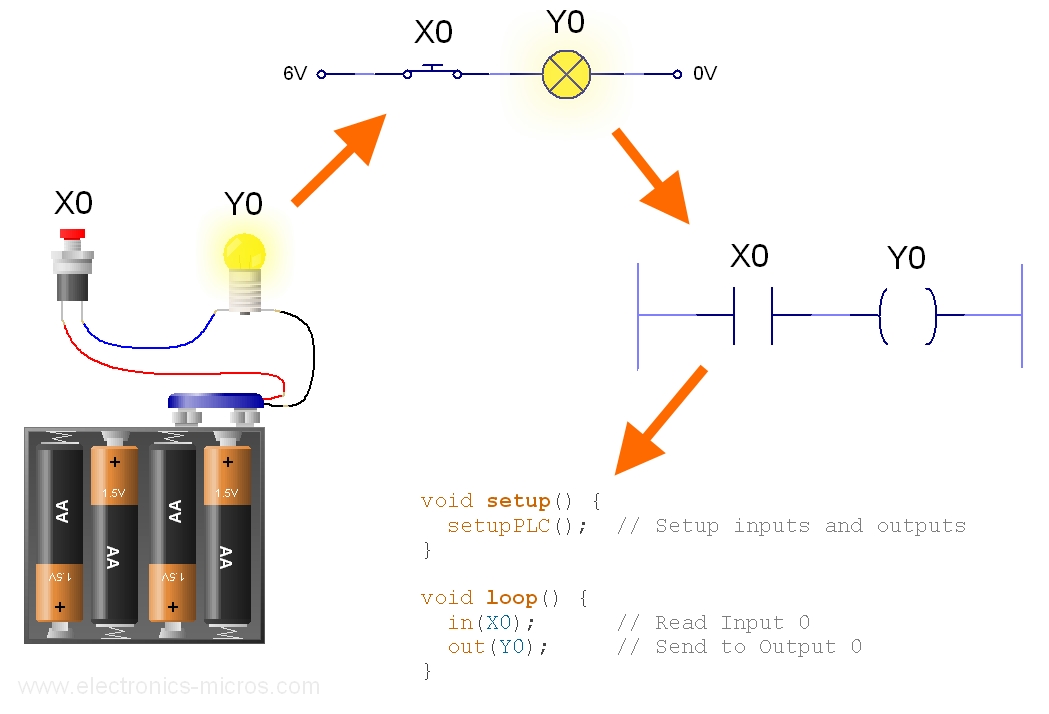 X0
Y0
6V
0V
X0
Y0
X0
Y0
+
1.5V
+
1.5V
AA
AA
AA
AA
1.5V
+
1.5V
+
void setup() {
setupPLC();  // Setup inputs and outputs
}
void loop() {
in(X0);      // Read Input 0
out(Y0);     // Send to Output 0
}
www.electronics-micros.com